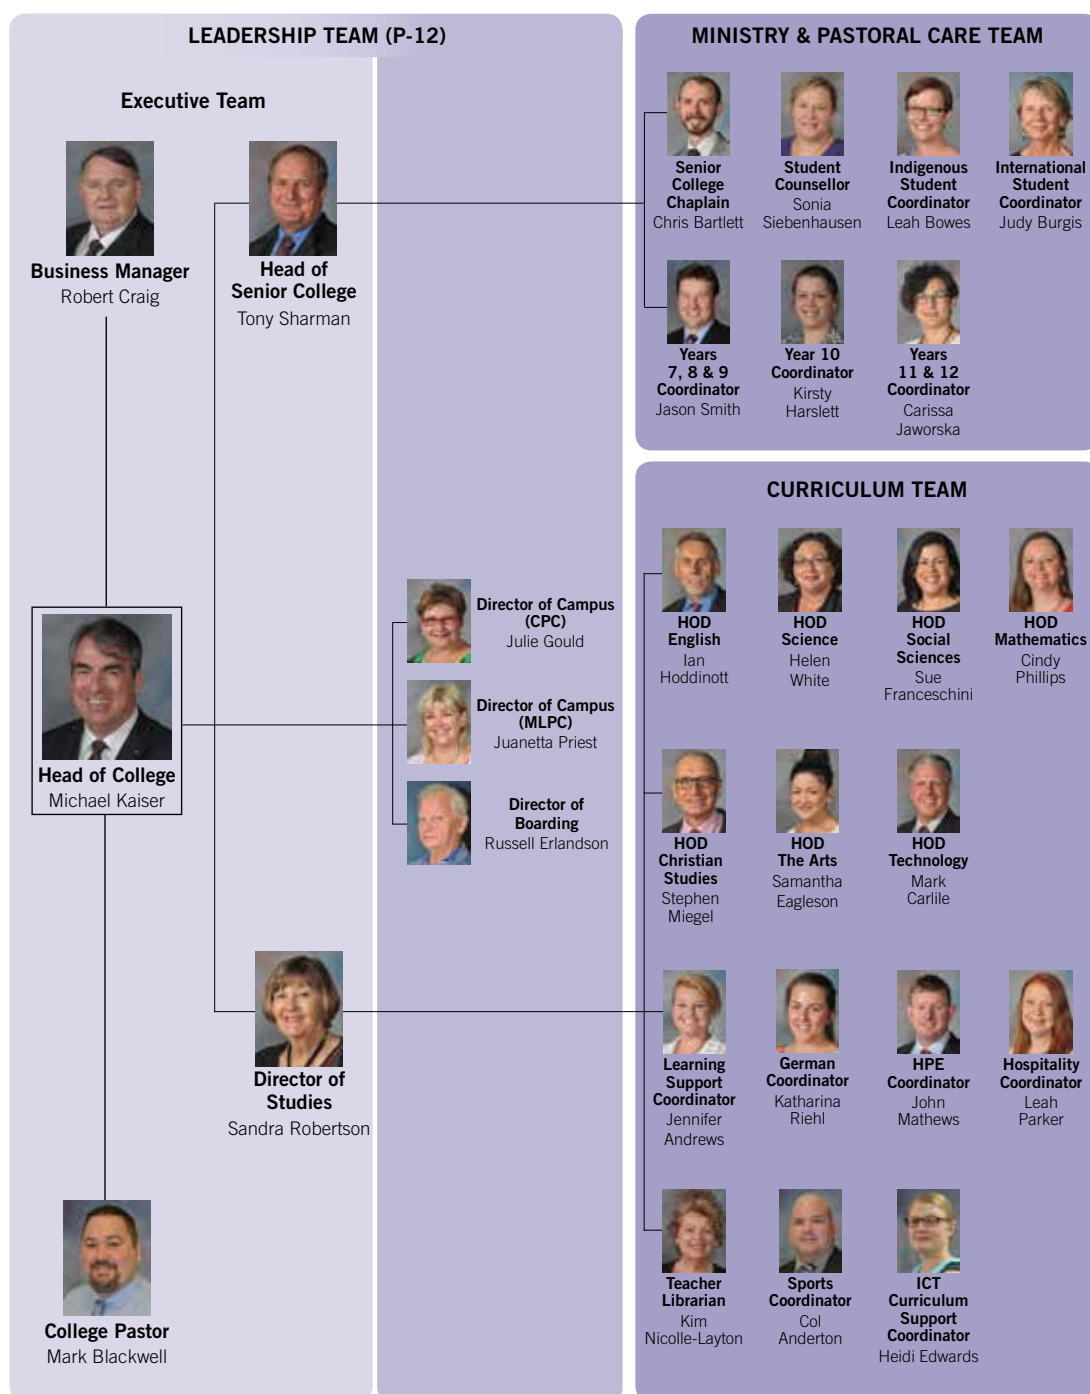 LEADERSHIP TEAM (P-12)
Executive Team
Business Manager
Robert Craig
Head of
Senior College
Tony Sharman
Head of College
Michael Kaiser
Director of Campus
(CPC)
Julie Gould
Director of Campus
(MLPC)
Juanetta Priest
Director of
Boarding
Russell Erlandson
Director of
Studies
Sandra Robertson
College Pastor
Mark Blackwell
MINISTRY & PASTORAL CARE TEAM
Senior
College
Chaplain
Chris Bartlett
Student
Counsellor
Sonia
Siebenhausen
Indigenous
Student
Coordinator
Leah Bowes
International
Student
Coordinator
Judy Burgis
Years
7, 8 & 9
Coordinator
Jason Smith
Year 10
Coordinator
Kirsty
Harslett
Years
11 & 12
Coordinator
Carissa
Jaworska
CURRICULUM TEAM
HOD
English
Ian
Hoddinott
HOD
Science
Helen
White
HOD
Social
Sciences
Sue
Franceschini
HOD
Mathematics
Cindy
Phillips
HOD
Christian
Studies
Stephen
Miegel
HOD
The Arts
Samantha
Eagleson
HOD
Technology
Mark
Carlile
Learning
Support
Coordinator
Jennifer
Andrews
German
Coordinator
Katharina
Riehl
HPE
Coordinator
John
Mathews
Hospitality
Coordinator
Leah
Parker
Teacher
Librarian
Kim
Nicolle-Layton
Sports
Coordinator
Col
Anderton
ICT
Curriculum
Support
Coordinator
Heidi Edwards